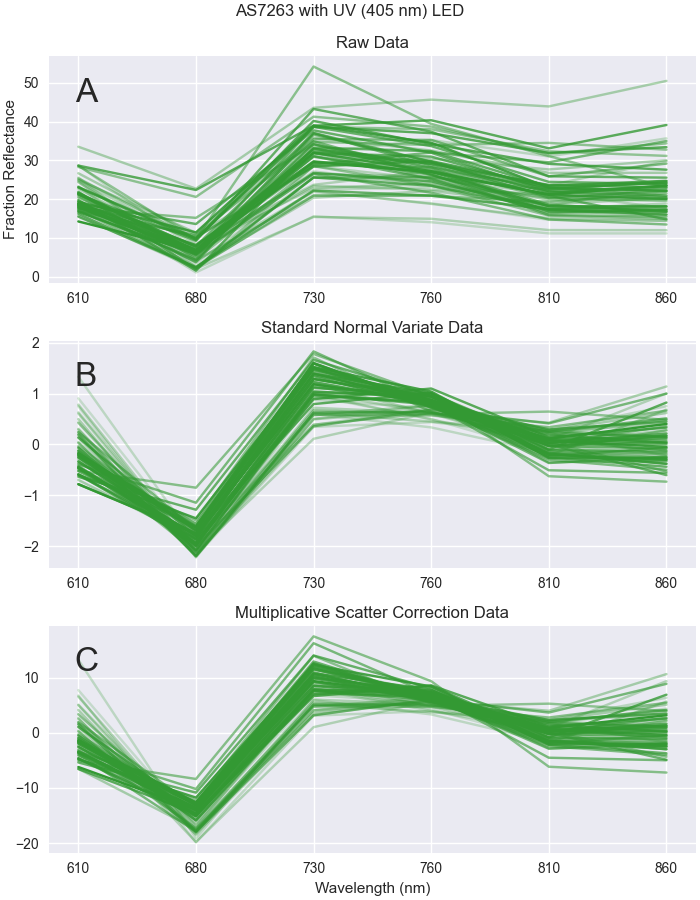 AS7263 with UV (405 nm) LED
Raw Data
A
Fraction Reflectance
50
40
30
20
10
0
610 680 730 760 810 860
Standard Normal Variate Data
B
2
1
0
−1
−2
610 680 730 760 810 860
Multiplicative Scatter Correction Data
C
10
0
−10
−20
610 680 730 760 810 860
Wavelength (nm)